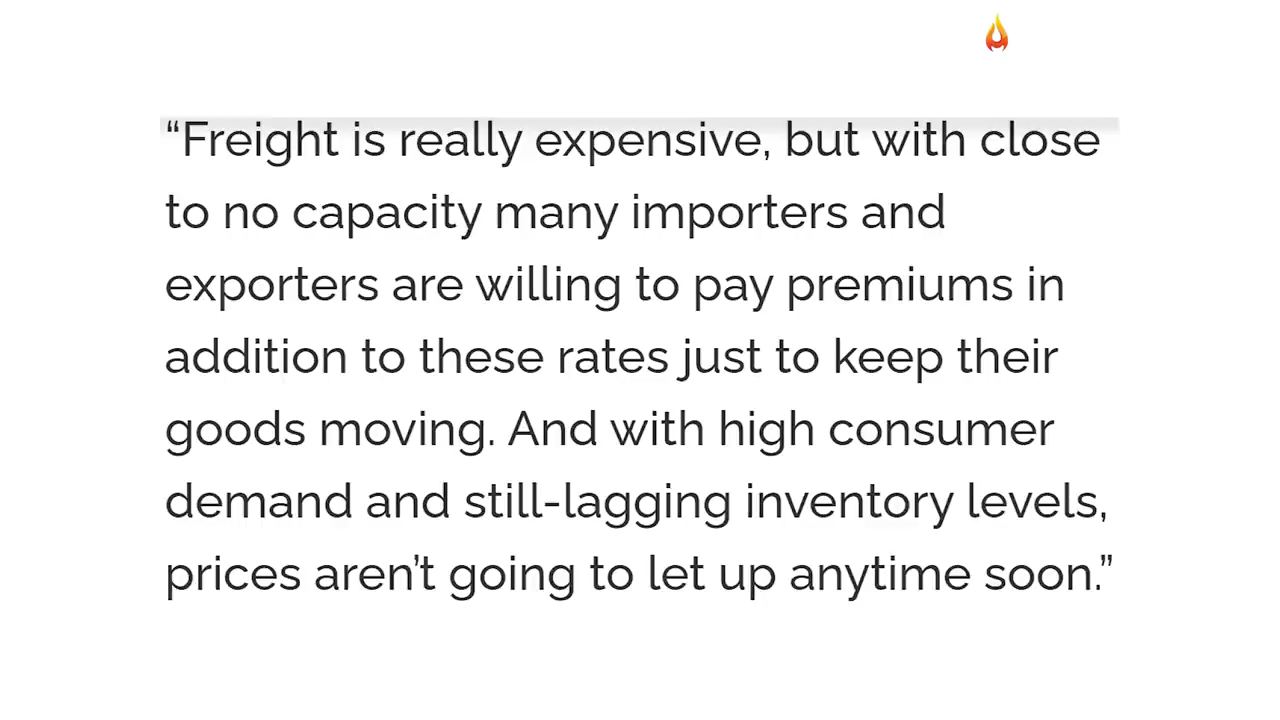 “Freight is really expensive, but with close
to no capacity many importers and
exporters are willing to pay premiums in
addition to these rates just to keep their
goods moving. And with high consumer
demand and still-lagging inventory levels,
prices aren’t going to let up anytime soon.”